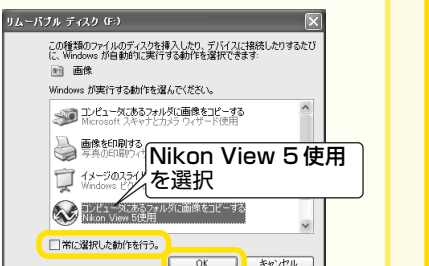 リムーバブル ディスク (F:)
この種類のファイルのディスクを挿入したり、デバイスに接続したりするたび
に、Windows が自動的に実行する動作を選択できます:
画像
Windows が実行する動作を選んでください。
コンピュータにあるフォルダに画像をコピーする
Microsoft スキャナとカメラ ウィザード使用
画像を印刷する
写真の印刷ウィ
イメージのスライ
Windows ピ
Nikon View 5 使用
を選択
コンピュータにあるフォルダに画像をコピーする
Nikon View 5使用
常に選択した動作を行う。
OK
キャンセル